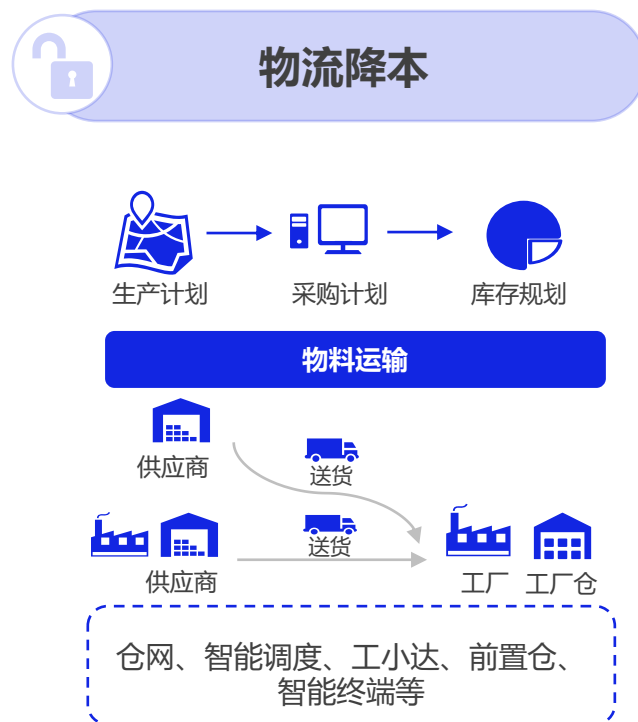 物流降本
生产计划 采购计划 库存规划
物料运输
供应商
送货
送货
供应商
工厂 工厂仓
仓网、智能调度、工小达、前置仓、
智能终端等